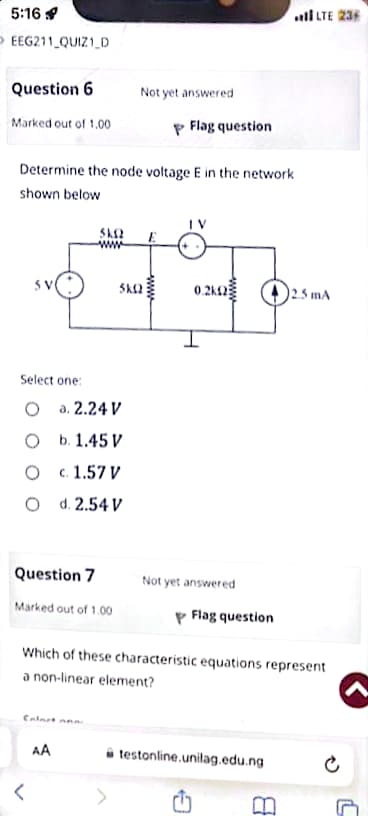 5:16
LTE 23
EEG211_QUIZ1_D
Question 6
Not yet answered
Marked out of 1.00
Flag question
Determine the node voltage E in the network
shown below
5kΩ
E
1 V
+ -
5 V
5kΩ
0.2kΩ
2.5 mA
Select one:
a. 2.24 V
b. 1.45 V
c. 1.57 V
d. 2.54 V
Question 7
Not yet answered
Marked out of 1.00
Flag question
Which of these characteristic equations represent
a non-linear element?
AA
testonline.unilag.edu.ng